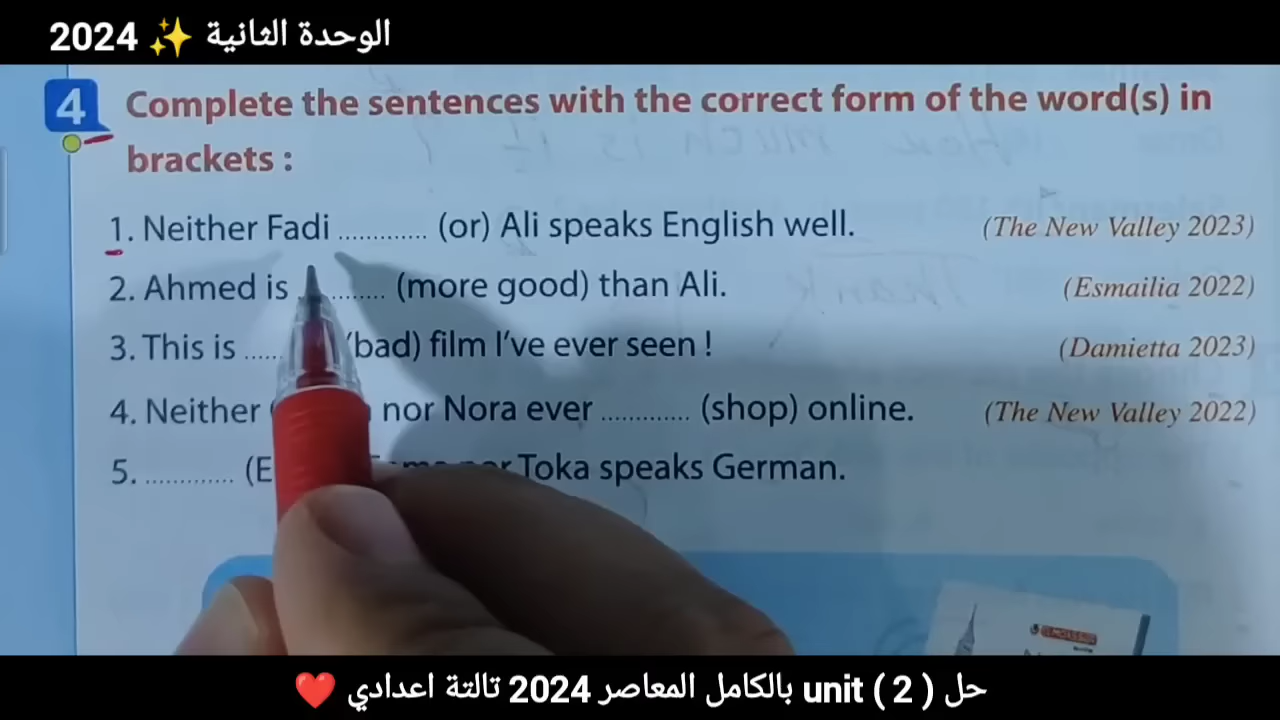 الوحدة الثانية ✨ 2024
4 Complete the sentences with the correct form of the word(s) in
brackets :
1. Neither Fadi ............. (or) Ali speaks English well. (The New Valley 2023)
2. Ahmed is ............. (more good) than Ali. (Esmailia 2022)
3. This is ...... (bad) film I've ever seen ! (Damietta 2023)
4. Neither nor Nora ever ............. (shop) online. (The New Valley 2022)
5. ............. (E nor Toka speaks German.
حل unit ( 2 ) بالكامل المعاصر 2024 تالتة اعدادي ❤️